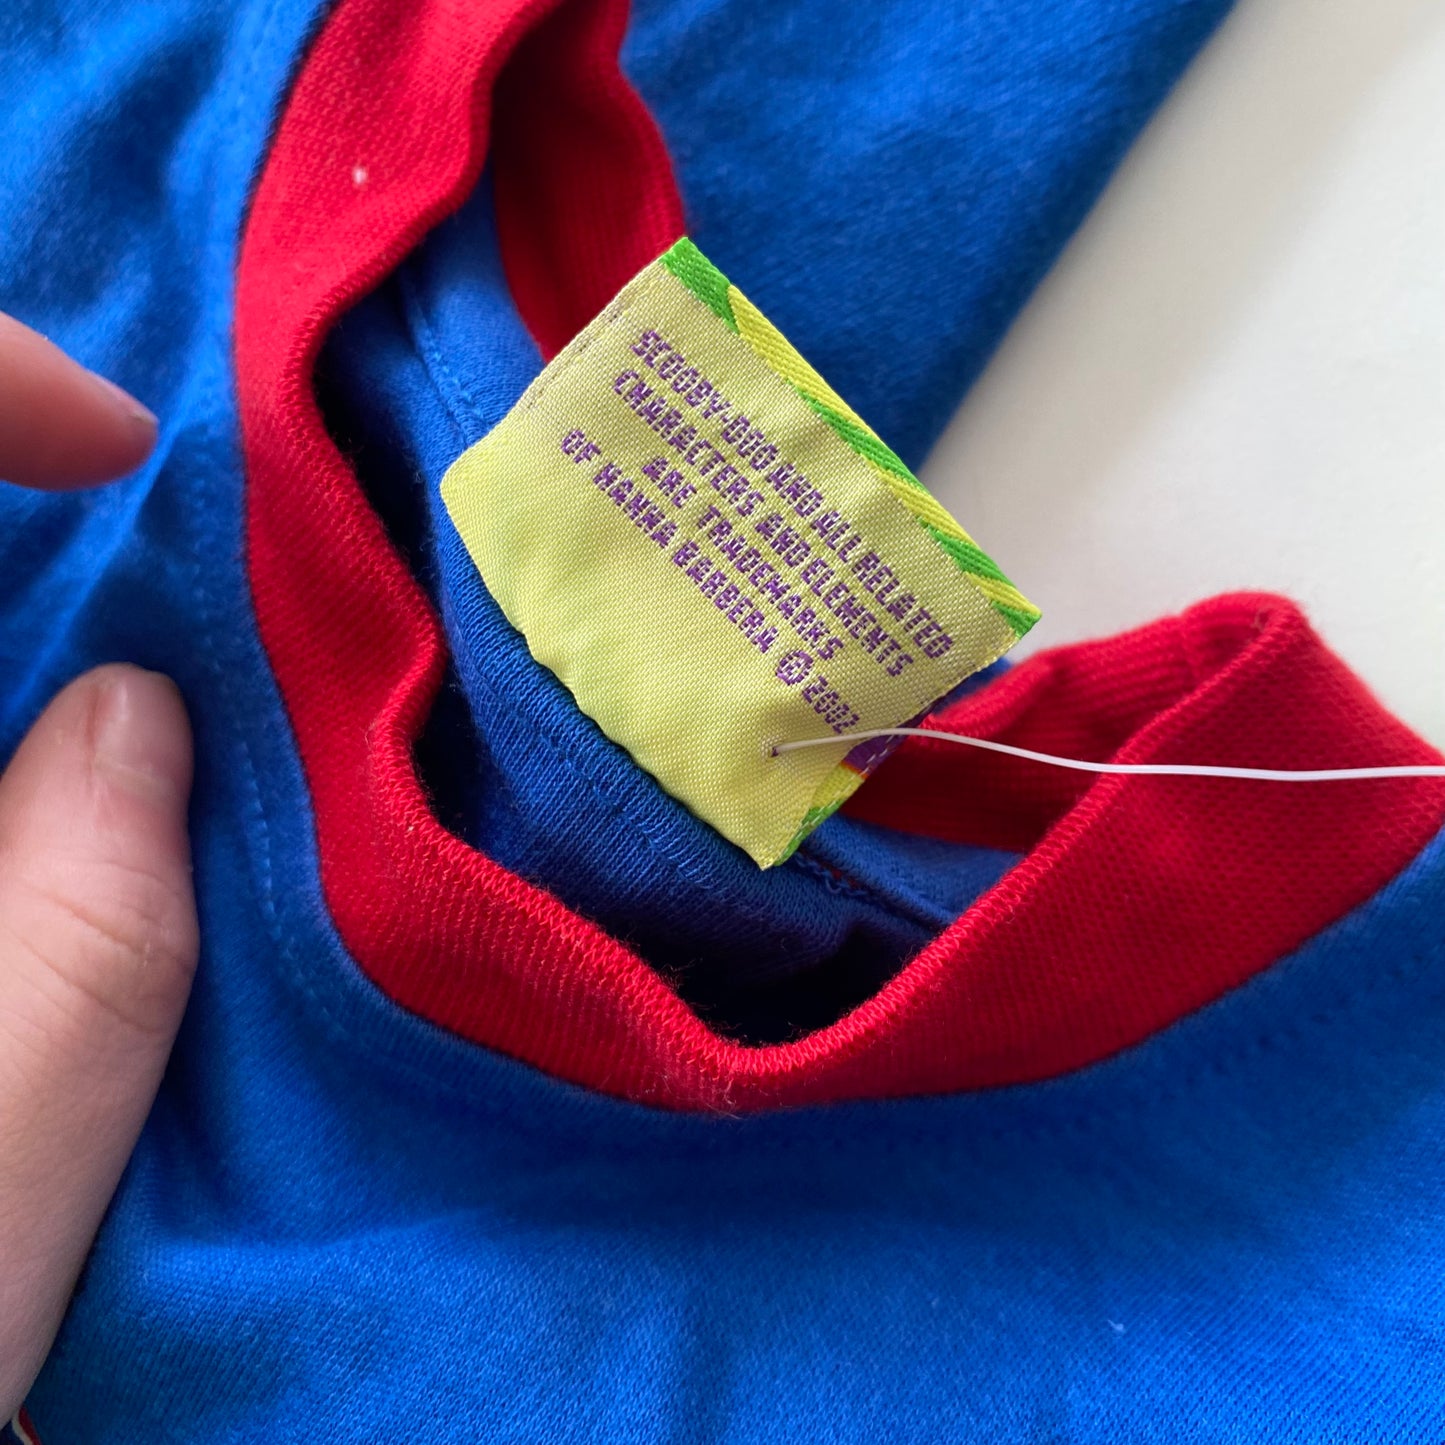 SCOOBY-DOO AND ALL RELATED
CHARACTERS AND ELEMENTS
ARE TRADEMARKS
OF HANNA BARBERA © 2002